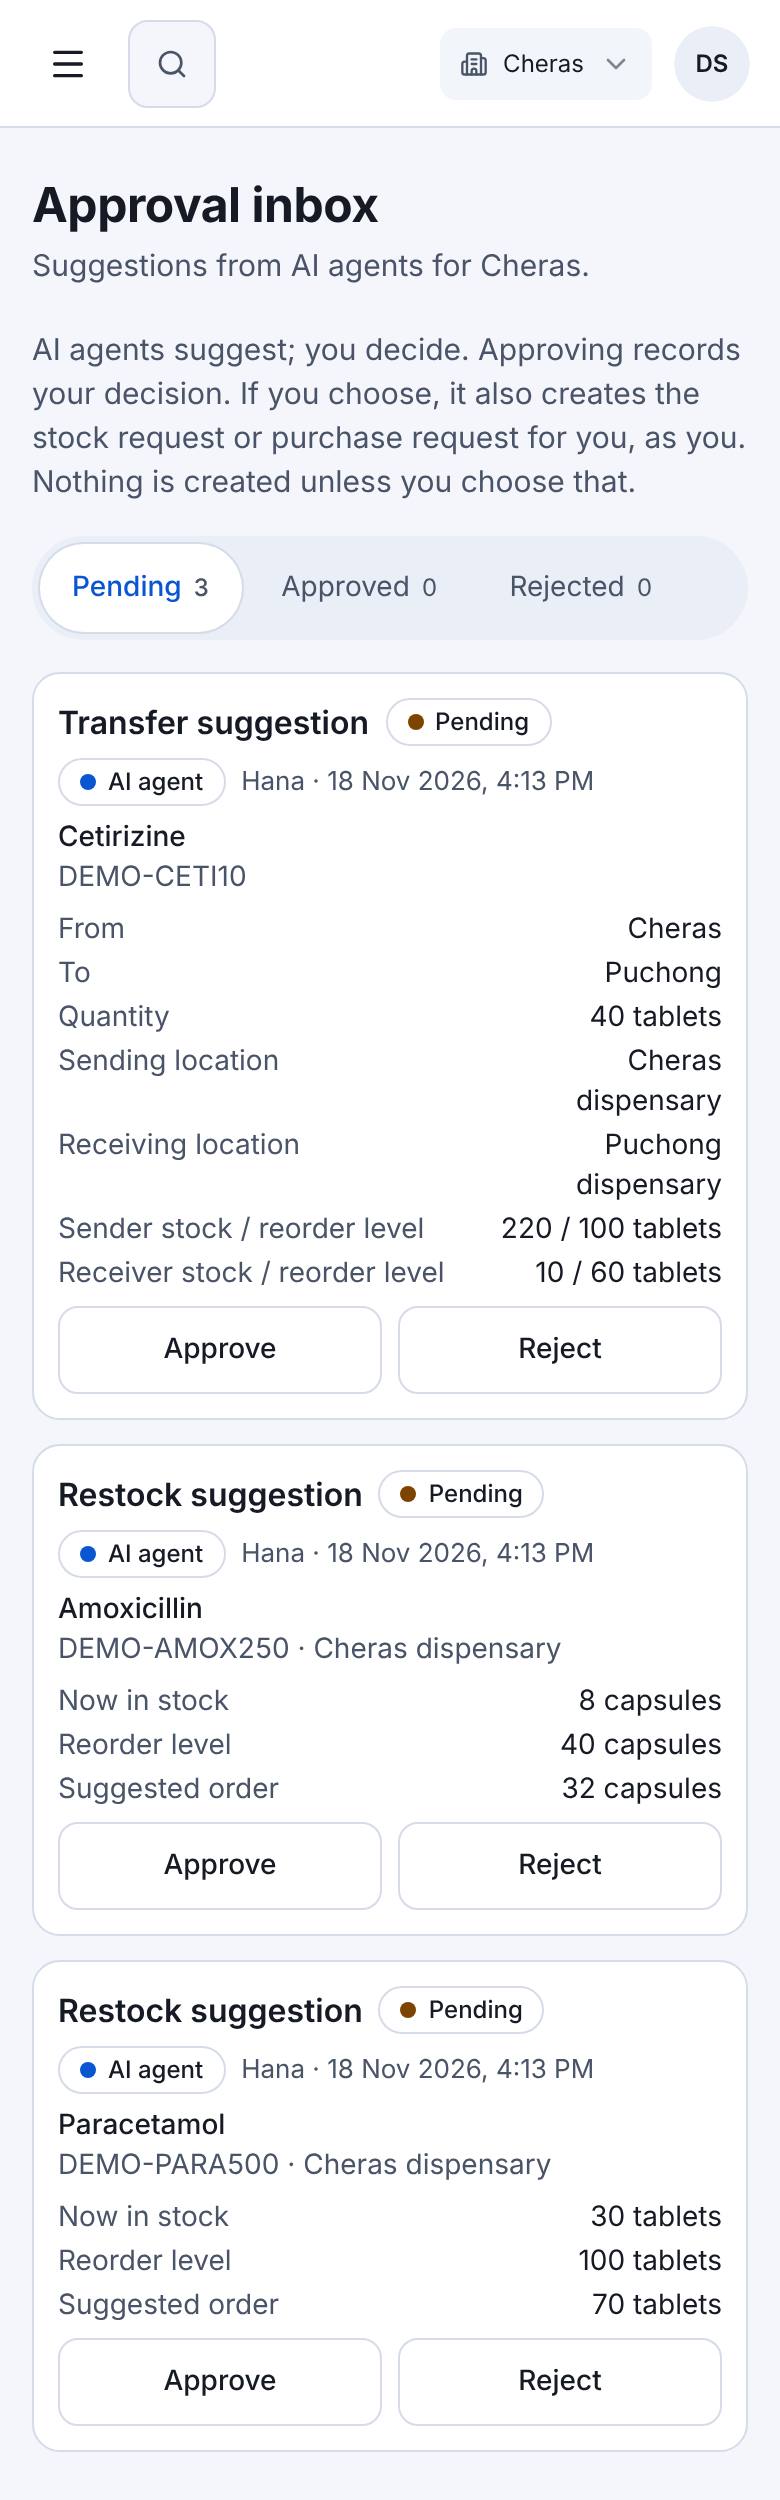 Cheras
DS
Approval inbox
Suggestions from AI agents for Cheras.
AI agents suggest; you decide. Approving records
your decision. If you choose, it also creates the
stock request or purchase request for you, as you.
Nothing is created unless you choose that.
Pending 3 Approved 0 Rejected 0
Transfer suggestion Pending
AI agent Hana · 18 Nov 2026, 4:13 PM
Cetirizine
DEMO-CETI10
From Cheras
To Puchong
Quantity 40 tablets
Sending location Cheras
dispensary
Receiving location Puchong
dispensary
Sender stock / reorder level 220 / 100 tablets
Receiver stock / reorder level 10 / 60 tablets
Approve Reject
Restock suggestion Pending
AI agent Hana · 18 Nov 2026, 4:13 PM
Amoxicillin
DEMO-AMOX250 · Cheras dispensary
Now in stock 8 capsules
Reorder level 40 capsules
Suggested order 32 capsules
Approve Reject
Restock suggestion Pending
AI agent Hana · 18 Nov 2026, 4:13 PM
Paracetamol
DEMO-PARA500 · Cheras dispensary
Now in stock 30 tablets
Reorder level 100 tablets
Suggested order 70 tablets
Approve Reject